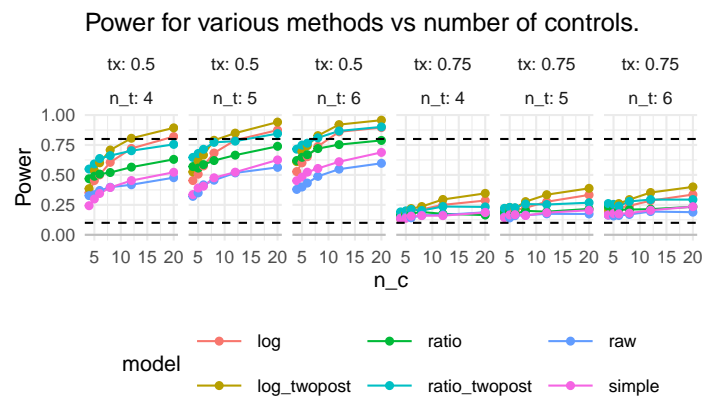 Power for various methods vs number of controls.
tx: 0.5 tx: 0.5 tx: 0.5 tx: 0.75 tx: 0.75 tx: 0.75
n_t: 4 n_t: 5 n_t: 6 n_t: 4 n_t: 5 n_t: 6
1.00
0.75
0.50
0.25
0.00
Power
5 10 15 20 5 10 15 20 5 10 15 20 5 10 15 20 5 10 15 20 5 10 15 20
n_c
model
log ratio raw
log_twopost ratio_twopost simple